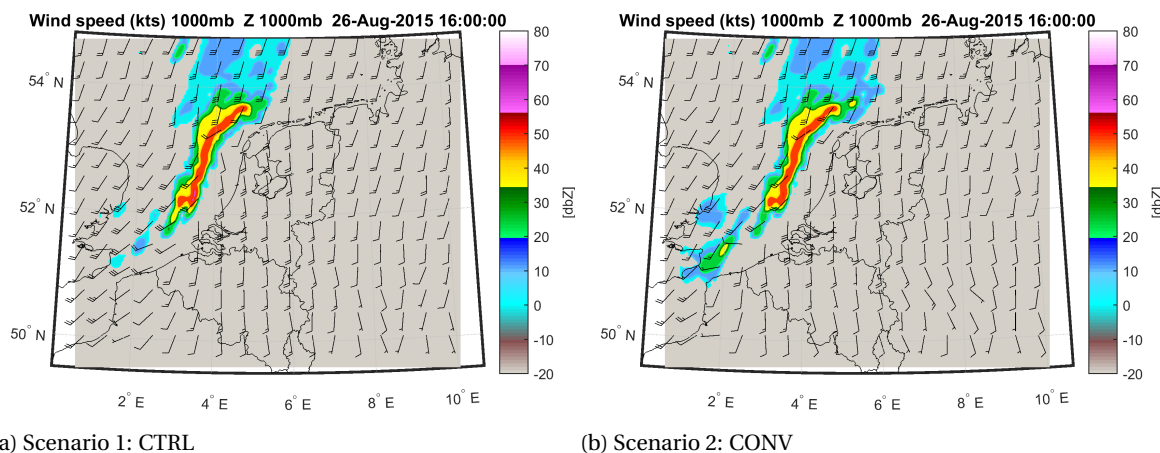 Wind speed (kts) 1000mb Z 1000mb 26-Aug-2015 16:00:00
54° N
52° N
50° N
2° E
4° E
6° E
8° E
10° E
80
70
60
50
40
30
20
10
0
-10
-20
[dbZ]
a) Scenario 1: CTRL
Wind speed (kts) 1000mb Z 1000mb 26-Aug-2015 16:00:00
54° N
52° N
50° N
2° E
4° E
6° E
8° E
10° E
80
70
60
50
40
30
20
10
0
-10
-20
[dbZ]
(b) Scenario 2: CONV